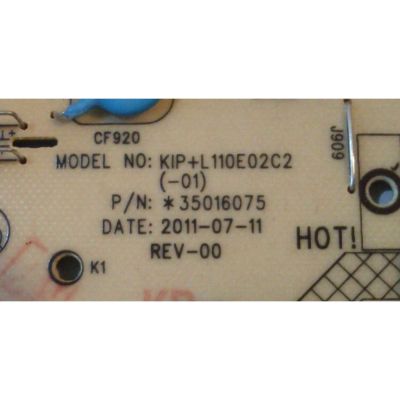 CF920
MODEL NO: KIP+L110E02C2
(-01)
P/N: *35016075
DATE: 2011-07-11
REV-00
HOT!
J909
K1